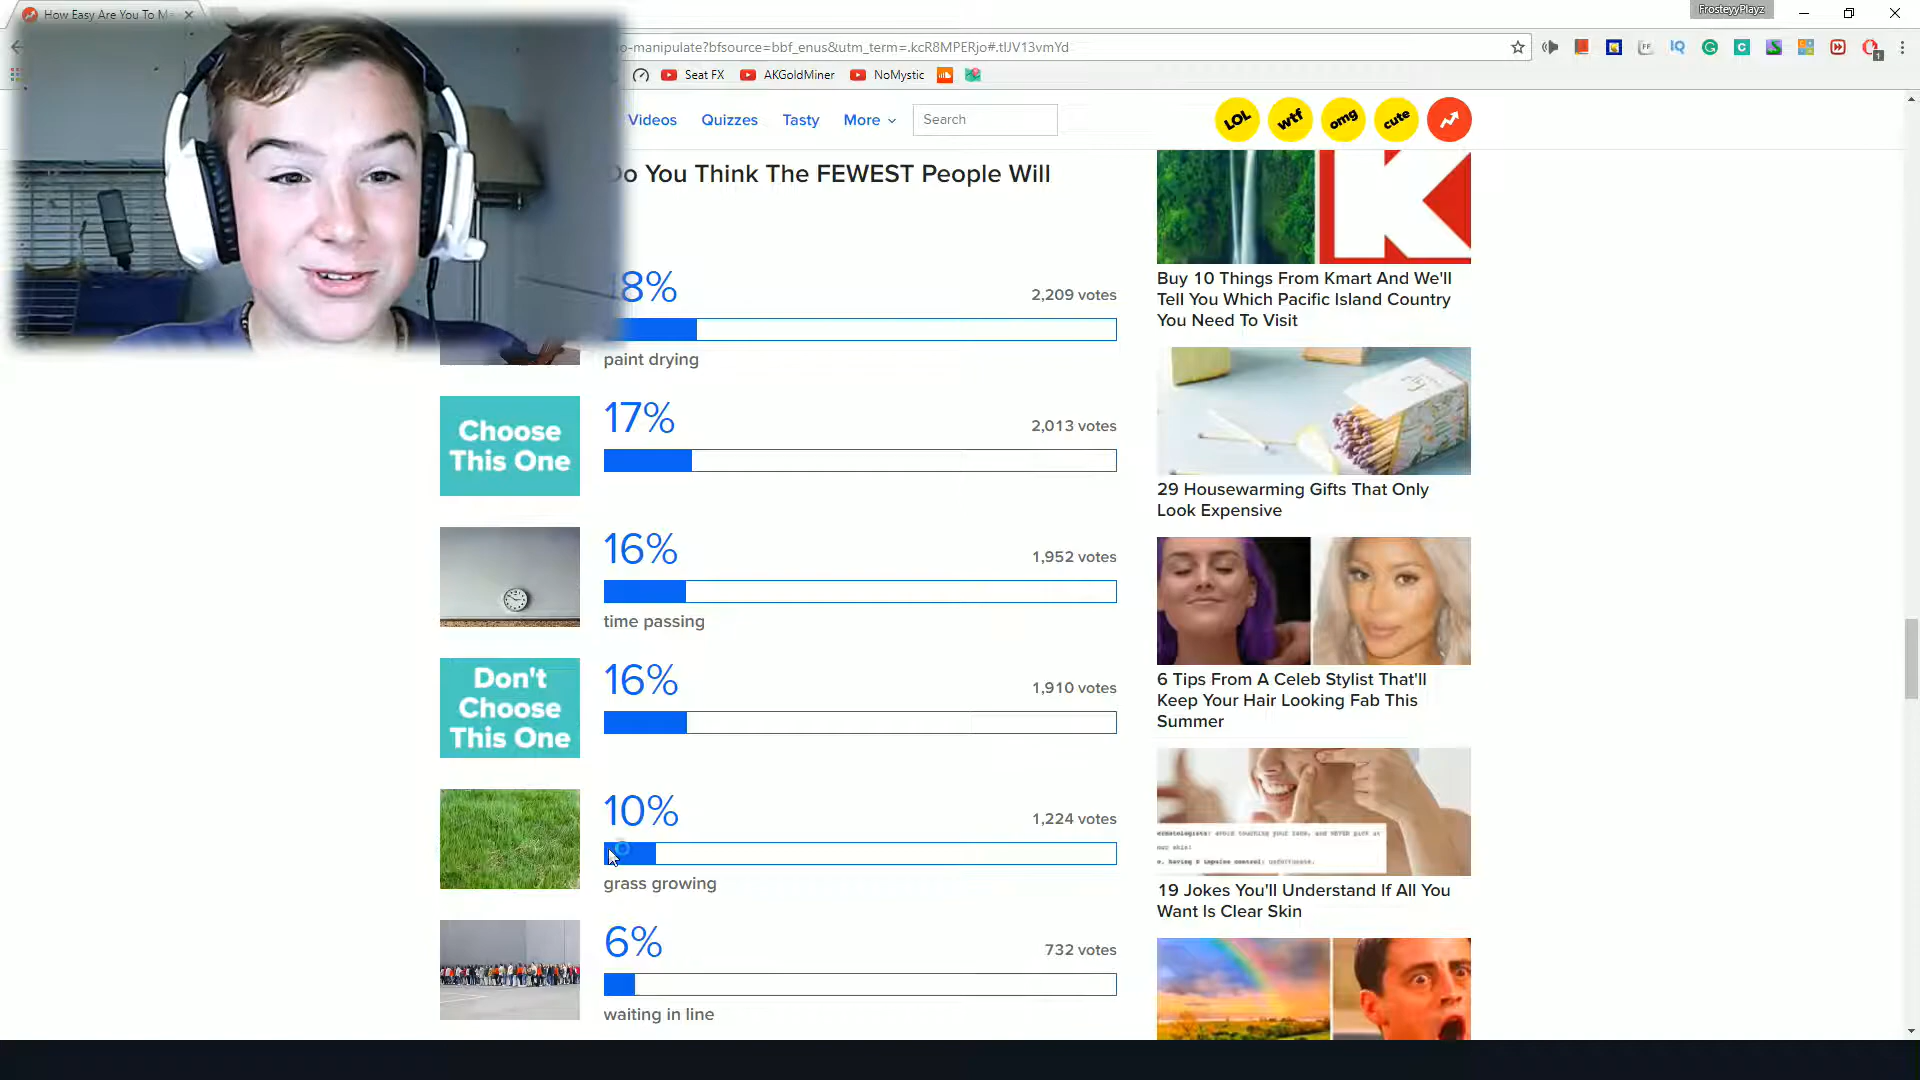 How Easy Are You To Ma
FrosteyyPlayz
o-manipulate?bfsource=bbf_enus&utm_term=.kcR8MPERjo#.tlJV13vmYd
FF
IQ
1
Seat FX
AKGoldMiner
NoMystic
Videos
Quizzes
Tasty
More
Search
LOL
wtf
omg
cute
Do You Think The FEWEST People Will
8%
2,209 votes
paint drying
Choose
This One
17%
2,013 votes
16%
1,952 votes
time passing
Don't
Choose
This One
16%
1,910 votes
10%
1,224 votes
grass growing
6%
732 votes
waiting in line
K
Buy 10 Things From Kmart And We'll
Tell You Which Pacific Island Country
You Need To Visit
29 Housewarming Gifts That Only
Look Expensive
6 Tips From A Celeb Stylist That'll
Keep Your Hair Looking Fab This
Summer
19 Jokes You'll Understand If All You
Want Is Clear Skin